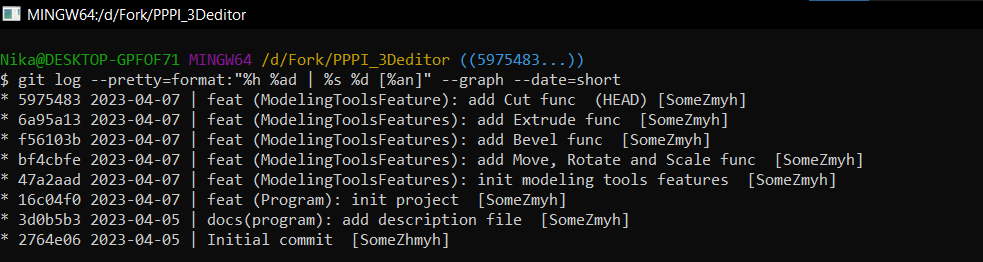 MINGW64:/d/Fork/PPPI_3Deditor
Nika@DESKTOP-GPFOF71 MINGW64 /d/Fork/PPPI_3Deditor ((5975483...))
$ git log --pretty=format:"%h %ad | %s %d [%an]" --graph --date=short
* 5975483 2023-04-07 | feat (ModelingToolsFeature): add Cut func  (HEAD) [SomeZmyh]
* 6a95a13 2023-04-07 | feat (ModelingToolsFeatures): add Extrude func  [SomeZmyh]
* f56103b 2023-04-07 | feat (ModelingToolsFeatures): add Bevel func  [SomeZmyh]
* bf4cbfe 2023-04-07 | feat (ModelingToolsFeatures): add Move, Rotate and Scale func  [SomeZmyh]
* 47a2aad 2023-04-07 | feat (ModelingToolsFeatures): init modeling tools features  [SomeZmyh]
* 16c04f0 2023-04-07 | feat (Program): init project  [SomeZmyh]
* 3d0b5b3 2023-04-05 | docs(program): add description file  [SomeZmyh]
* 2764e06 2023-04-05 | Initial commit  [SomeZhmyh]